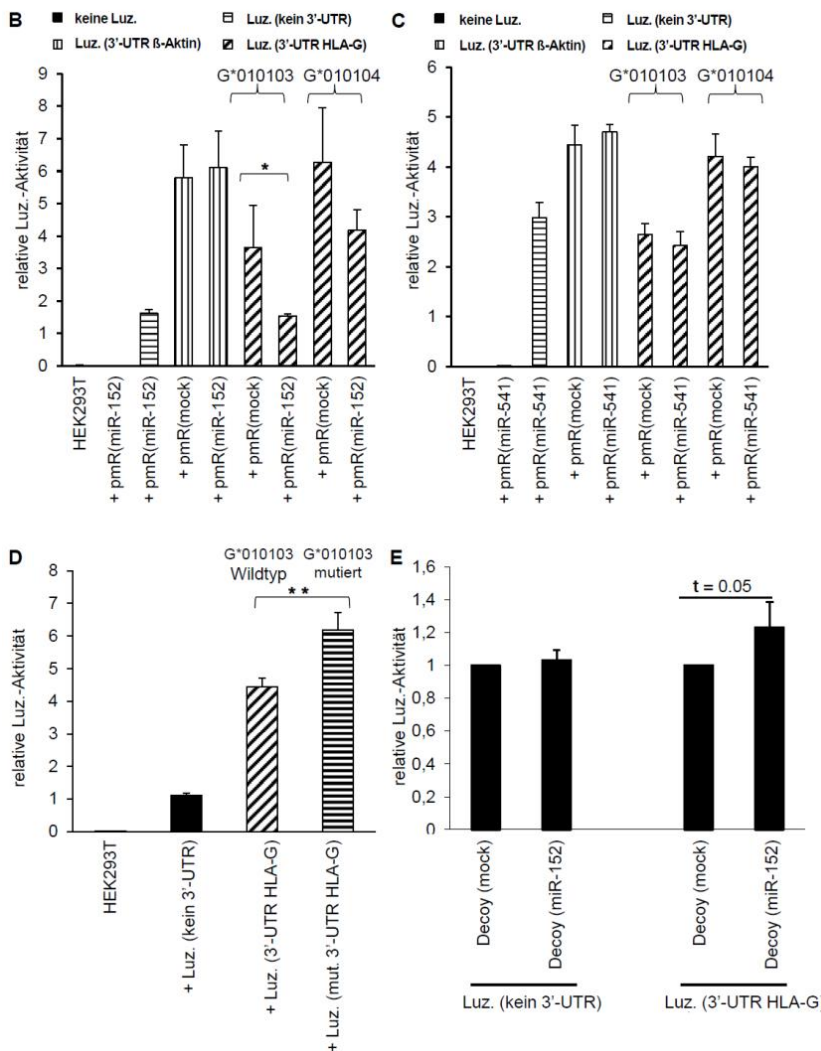 B
keine Luz.
Luz. (kein 3’-UTR)
Luz. (3’-UTR ß-Aktin)
Luz. (3’-UTR HLA-G)
G*010103
G*010104
*
relative Luz.-Aktivität
9
8
7
6
5
4
3
2
1
0
HEK293T
+ pmR(miR-152)
+ pmR(miR-152)
+ pmR(mock)
+ pmR(miR-152)
+ pmR(mock)
+ pmR(miR-152)
+ pmR(mock)
+ pmR(miR-152)
C
keine Luz.
Luz. (kein 3’-UTR)
Luz. (3’-UTR ß-Aktin)
Luz. (3’-UTR HLA-G)
G*010103
G*010104
relative Luz.-Aktivität
6
5
4
3
2
1
0
HEK293T
+ pmR(miR-541)
+ pmR(miR-541)
+ pmR(mock)
+ pmR(miR-541)
+ pmR(mock)
+ pmR(miR-541)
+ pmR(mock)
+ pmR(miR-541)
D
G*010103
Wildtyp
G*010103
mutiert
* *
relative Luz.-Aktivität
8
7
6
5
4
3
2
1
0
HEK293T
+ Luz. (kein 3’-UTR)
+ Luz. (3’-UTR HLA-G)
+ Luz. (mut. 3’-UTR HLA-G)
E
t = 0.05
relative Luz.-Aktivität
1,6
1,4
1,2
1
0,8
0,6
0,4
0,2
0
Decoy (mock)
Decoy (miR-152)
Decoy (mock)
Decoy (miR-152)
Luz. (kein 3’-UTR)
Luz. (3’-UTR HLA-G)